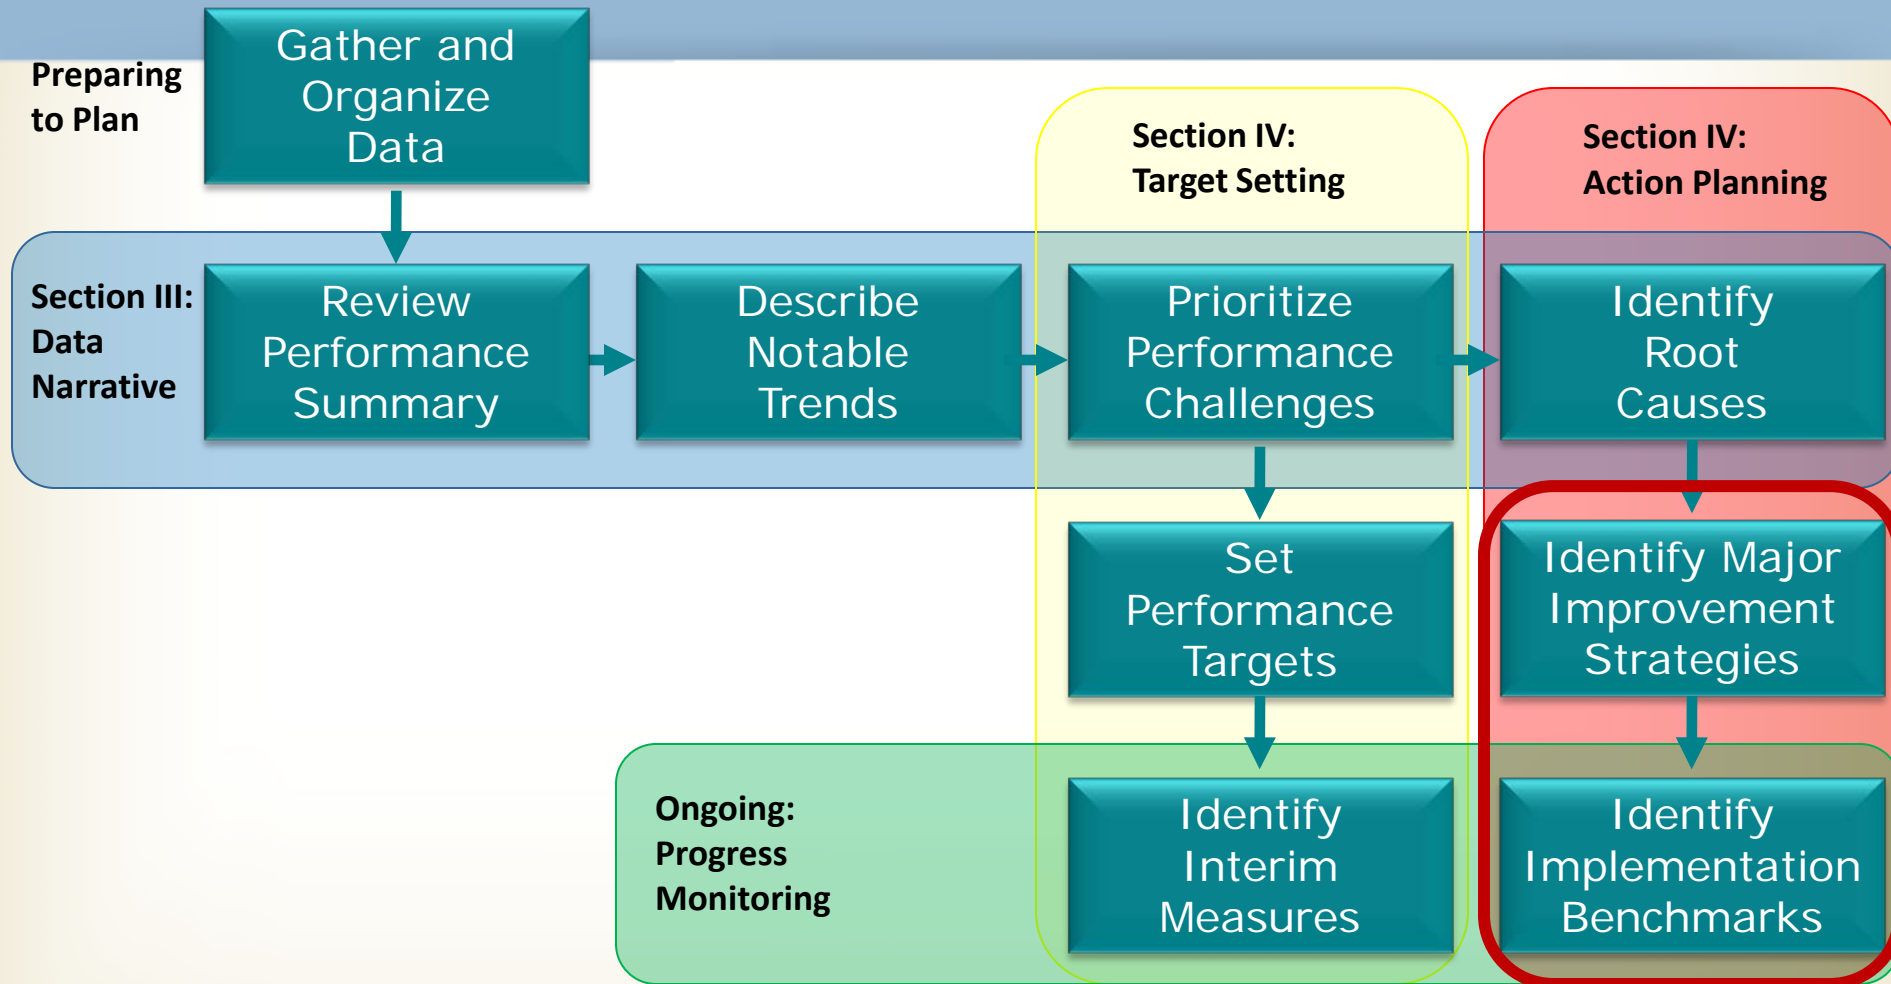 Preparing
to Plan
Gather and
Organize
Data
Section IV:
Target Setting
Section IV:
Action Planning
Section III:
Data
Narrative
Review
Performance
Summary
Describe
Notable
Trends
Prioritize
Performance
Challenges
Identify
Root
Causes
Set
Performance
Targets
Identify Major
Improvement
Strategies
Ongoing:
Progress
Monitoring
Identify
Interim
Measures
Identify
Implementation
Benchmarks